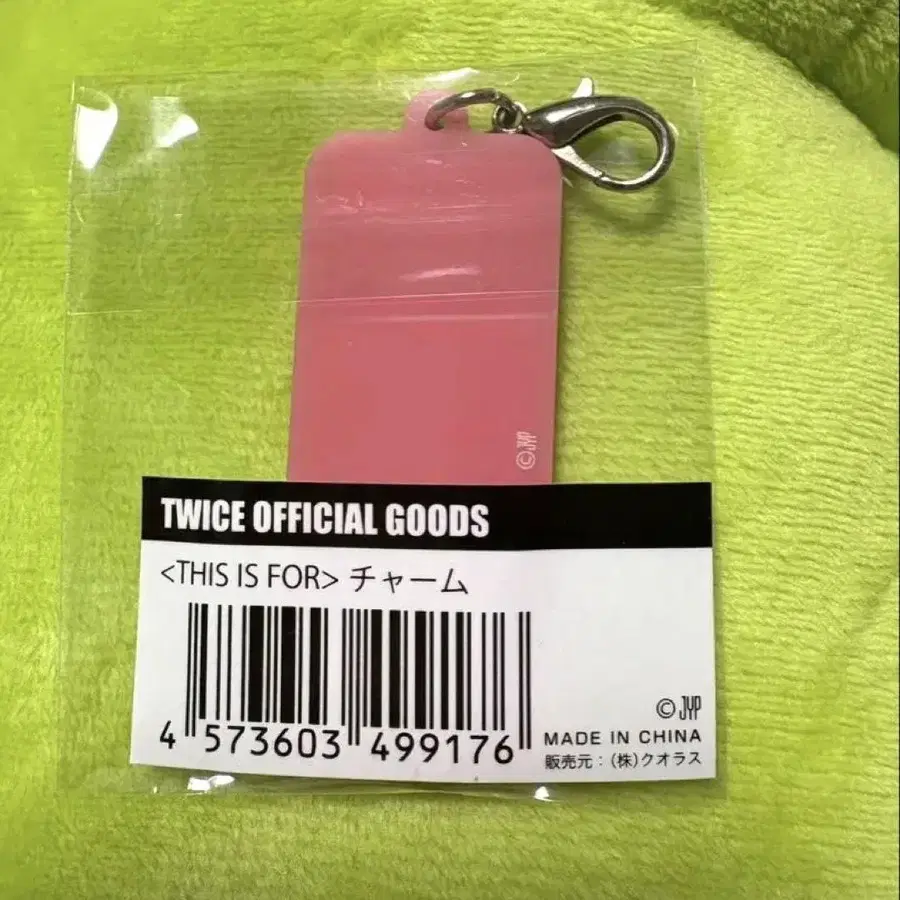 ©JYP
TWICE OFFICIAL GOODS
<THIS IS FOR> チャーム
4 573603 499176
©JYP
MADE IN CHINA
販売元：(株)クオラス